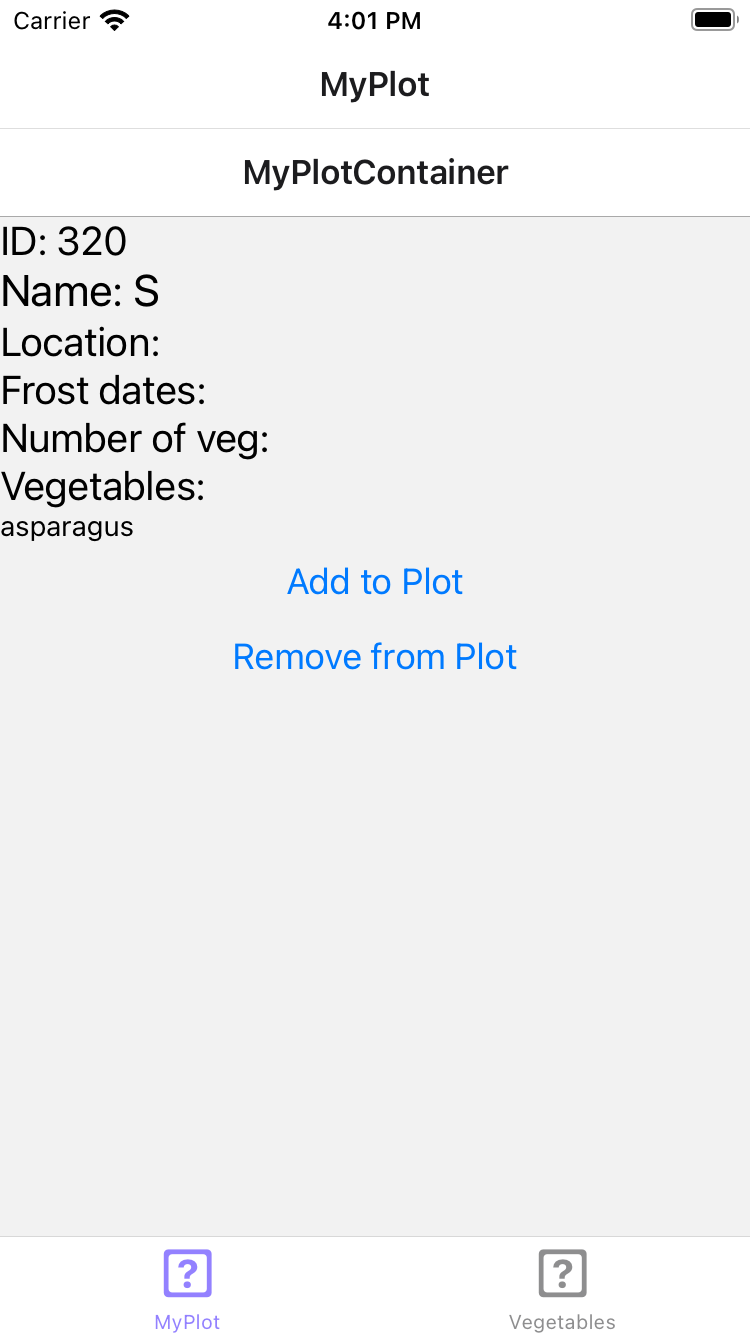 Carrier 4:01 PM
MyPlot
MyPlotContainer
ID: 320
Name: S
Location:
Frost dates:
Number of veg:
Vegetables:
asparagus
Add to Plot
Remove from Plot
? ?
MyPlot Vegetables